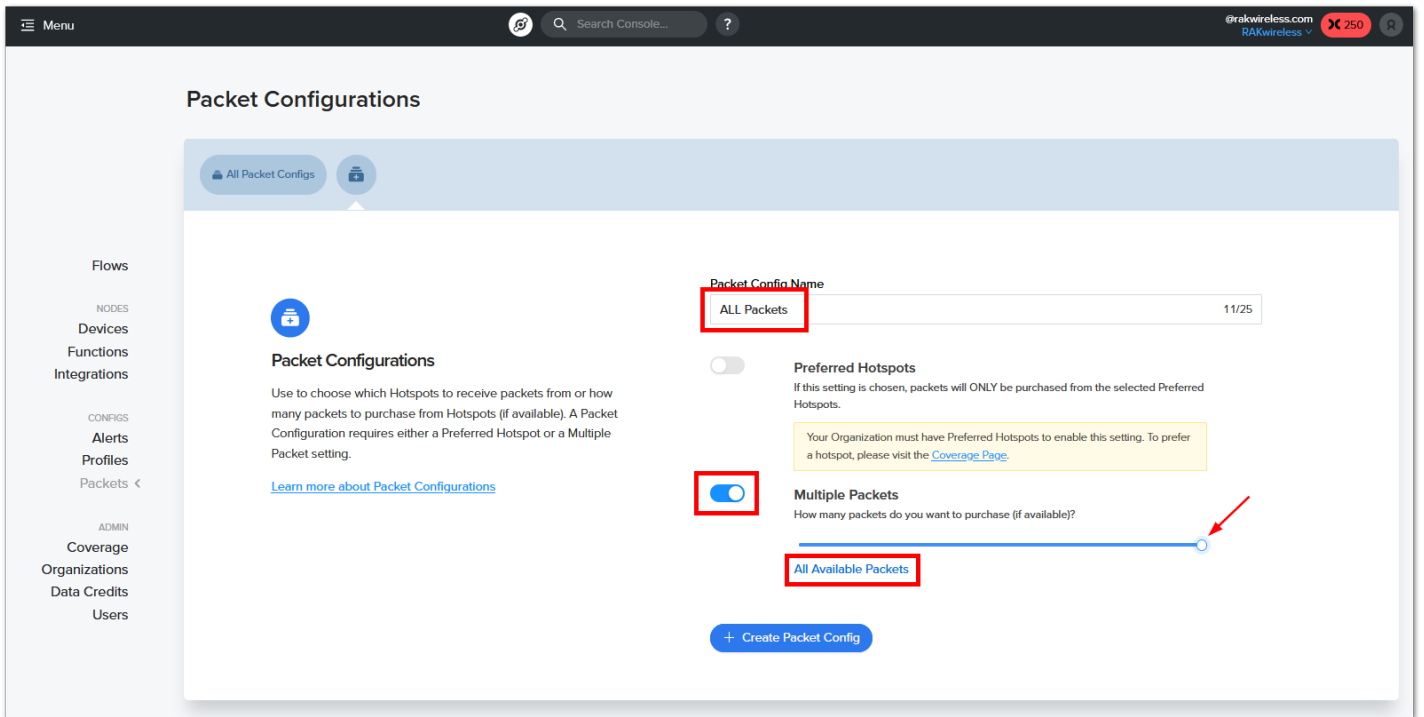 Menu
Search Console...
?
@rakwireless.com
RAKwireless
250
Packet Configurations
All Packet Configs
Flows
NODES
Devices
Functions
Integrations
CONFIGS
Alerts
Profiles
Packets
ADMIN
Coverage
Organizations
Data Credits
Users
Packet Configurations
Use to choose which Hotspots to receive packets from or how
many packets to purchase from Hotspots (if available). A Packet
Configuration requires either a Preferred Hotspot or a Multiple
Packet setting.
Learn more about Packet Configurations
Packet Config Name
ALL Packets
11/25
Preferred Hotspots
If this setting is chosen, packets will ONLY be purchased from the selected Preferred
Hotspots.
Your Organization must have Preferred Hotspots to enable this setting. To prefer
a hotspot, please visit the Coverage Page.
Multiple Packets
How many packets do you want to purchase (if available)?
All Available Packets
+ Create Packet Config